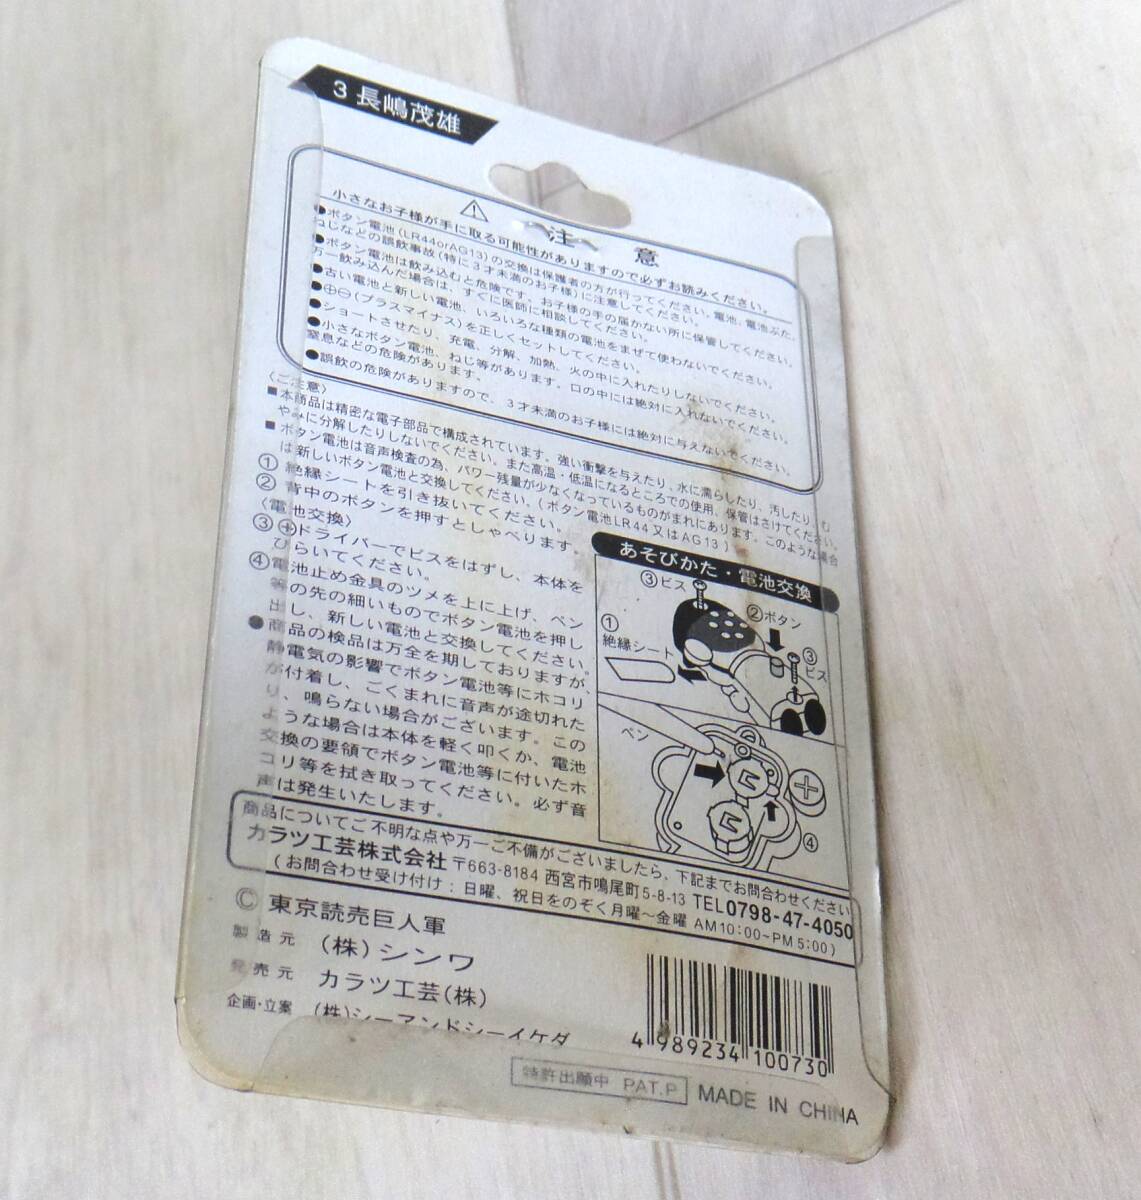 3 長嶋茂雄
注意
小さなお子様が手に取る可能性がありますので必ずお読みください。
●ボタン電池(LR44orAG13)の交換は保護者の方が行ってください。電池、電池ぶた、
ねじなどの誤飲事故(特に3才未満のお子様)に注意してください。
●ボタン電池は飲み込むと危険です、お子様の手の届かない所に保管してください。
万一飲み込んだ場合は、すぐに医師に相談してください。
●古い電池と新しい電池、いろいろな種類の電池をまぜて使わないでください。
●⊕⊖(プラスマイナス)を正しくセットしてください。
●ショートさせたり、充電、分解、加熱、火の中に入れたりしないでください。
●小さなボタン電池、ねじ等があります。口の中には絶対に入れないでください。
窒息などの危険があります。
●誤飲の危険がありますので、3才未満のお子様には絶対に与えないでください。
〈ご注意〉
■本商品は精密な電子部品で構成されています。強い衝撃を与えたり、水に濡らしたり、汚したり、む
やみに分解したりしないでください。また高温・低温になるところでの使用、保管はさけてください。
■ボタン電池は音声検査の為、パワー残量が少なくなっているものがまれにあります。このような場合
は新しいボタン電池と交換してください。(ボタン電池LR44又はAG13)
① 絶縁シートを引き抜いてください。
② 背中のボタンを押すとしゃべります。
〈電池交換〉
③ ⊕ドライバーでビスをはずし、本体を
ひらいてください。
④電池止め金具のツメを上に上げ、ペン
等の先の細いものでボタン電池を押し
出し、新しい電池と交換してください。
●商品の検品は万全を期しておりますが、
静電気の影響でボタン電池等にホコリ
が付着し、ごくまれに音声が途切れた
り、鳴らない場合がございます。この
ような場合は本体を軽く叩くか、電池
交換の要領でボタン電池等に付いたホ
コリ等を拭き取ってください。必ず音
声は発生いたします。
あそびかた・電池交換
③ビス
②ボタン
①
絶縁シート
③
ビス
ペン
④
商品についてご不明な点や万一ご不備がございましたら、下記までお問合わせください
カラツ工芸株式会社 〒663-8184 西宮市鳴尾町5-8-13 TEL0798-47-4050
(お問合わせ受け付け:日曜、祝日をのぞく月曜～金曜 AM10:00～PM5:00)
© 東京読売巨人軍
製造元 (株)シンワ
発売元 カラツ工芸(株)
企画・立案 (株)シーアンドシーイケダ
4 989234 100730
特許出願中 PAT.P
MADE IN CHINA